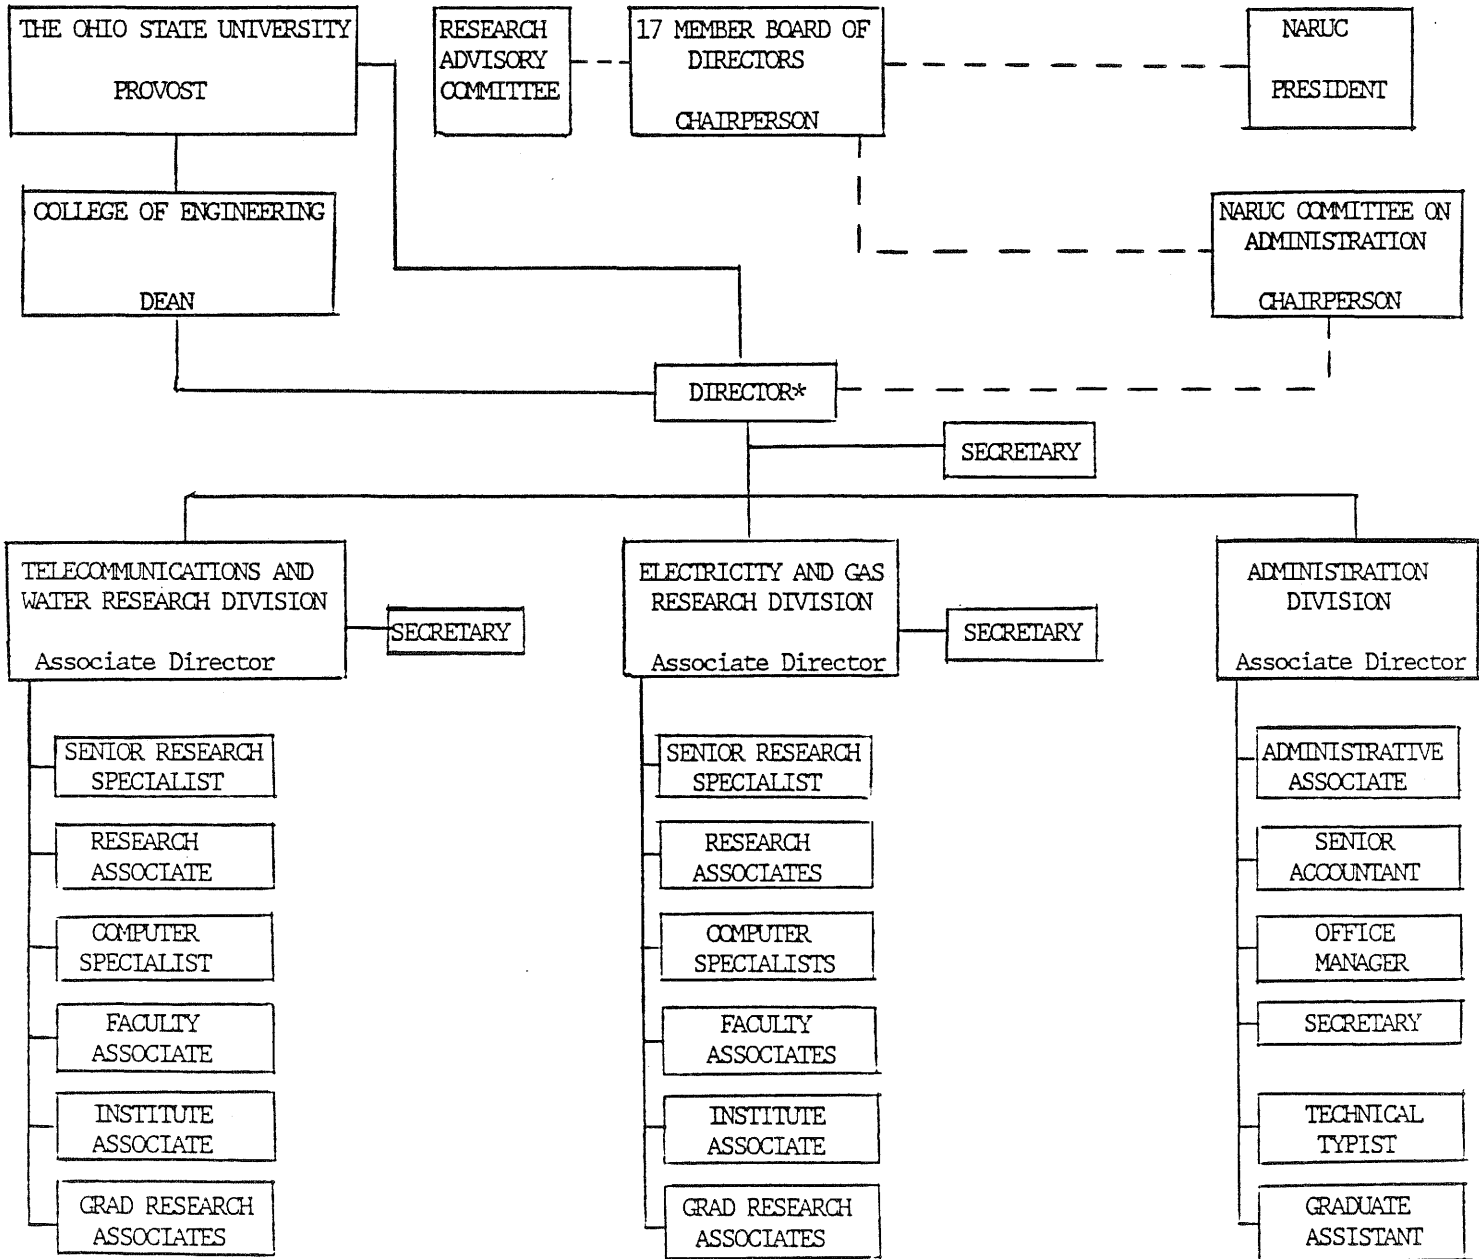 THE OHIO STATE UNIVERSITY
PROVOST
RESEARCH
ADVISORY
COMMITTEE
17 MEMBER BOARD OF
DIRECTORS
CHAIRPERSON
NARUC
PRESIDENT
COLLEGE OF ENGINEERING
DEAN
NARUC COMMITTEE ON
ADMINISTRATION
CHAIRPERSON
DIRECTOR*
SECRETARY
TELECOMMUNICATIONS AND
WATER RESEARCH DIVISION
Associate Director
SECRETARY
ELECTRICITY AND GAS
RESEARCH DIVISION
Associate Director
SECRETARY
ADMINISTRATION
DIVISION
Associate Director
SENIOR RESEARCH
SPECIALIST
RESEARCH
ASSOCIATE
COMPUTER
SPECIALIST
FACULTY
ASSOCIATE
INSTITUTE
ASSOCIATE
GRAD RESEARCH
ASSOCIATES
SENIOR RESEARCH
SPECIALIST
RESEARCH
ASSOCIATES
COMPUTER
SPECIALISTS
FACULTY
ASSOCIATES
INSTITUTE
ASSOCIATE
GRAD RESEARCH
ASSOCIATES
ADMINISTRATIVE
ASSOCIATE
SENIOR
ACCOUNTANT
OFFICE
MANAGER
SECRETARY
TECHNICAL
TYPIST
GRADUATE
ASSISTANT